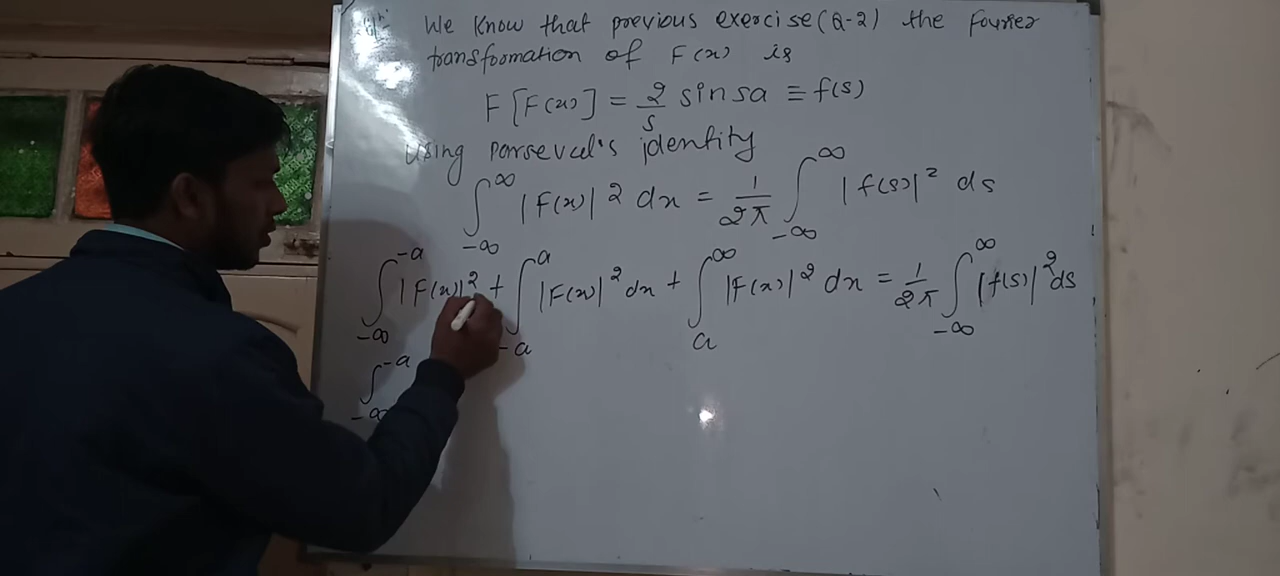 We know that previous exercise (Q-2) the Fourier
transformation of F(x) is
F[F(x)] = 2/s sin sa ≡ f(s)
using Parseval's identity
∫_{-∞}^{∞} |F(x)|² dx = 1/2π ∫_{-∞}^{∞} |f(s)|² ds
∫_{-∞}^{-a} |F(x)|² + ∫_{-a}^{a} |F(x)|² dx + ∫_{a}^{∞} |F(x)|² dx = 1/2π ∫_{-∞}^{∞} |f(s)|² ds
∫_{-∞}^{-a}